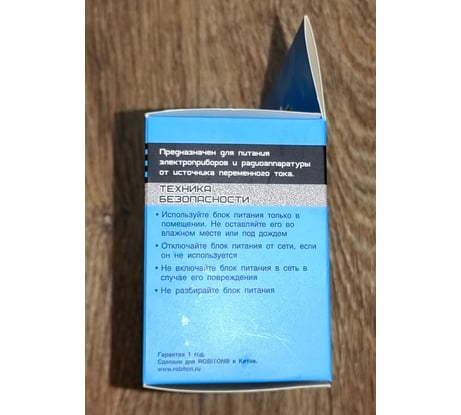 Предназначен для питания
электроприборов и радиоаппаратуры
от источника переменного тока.
ТЕХНИКА
БЕЗОПАСНОСТИ
• Используйте блок питания только в
помещении. Не оставляйте его во
влажном месте или под дождем
• Отключайте блок питания от сети, если
он не используется
• Не включайте блок питания в сеть в
случае его повреждения
• Не разбирайте блок питания
Гарантия 1 год.
Сделано для ROBITON® в Китае.
www.robiton.ru